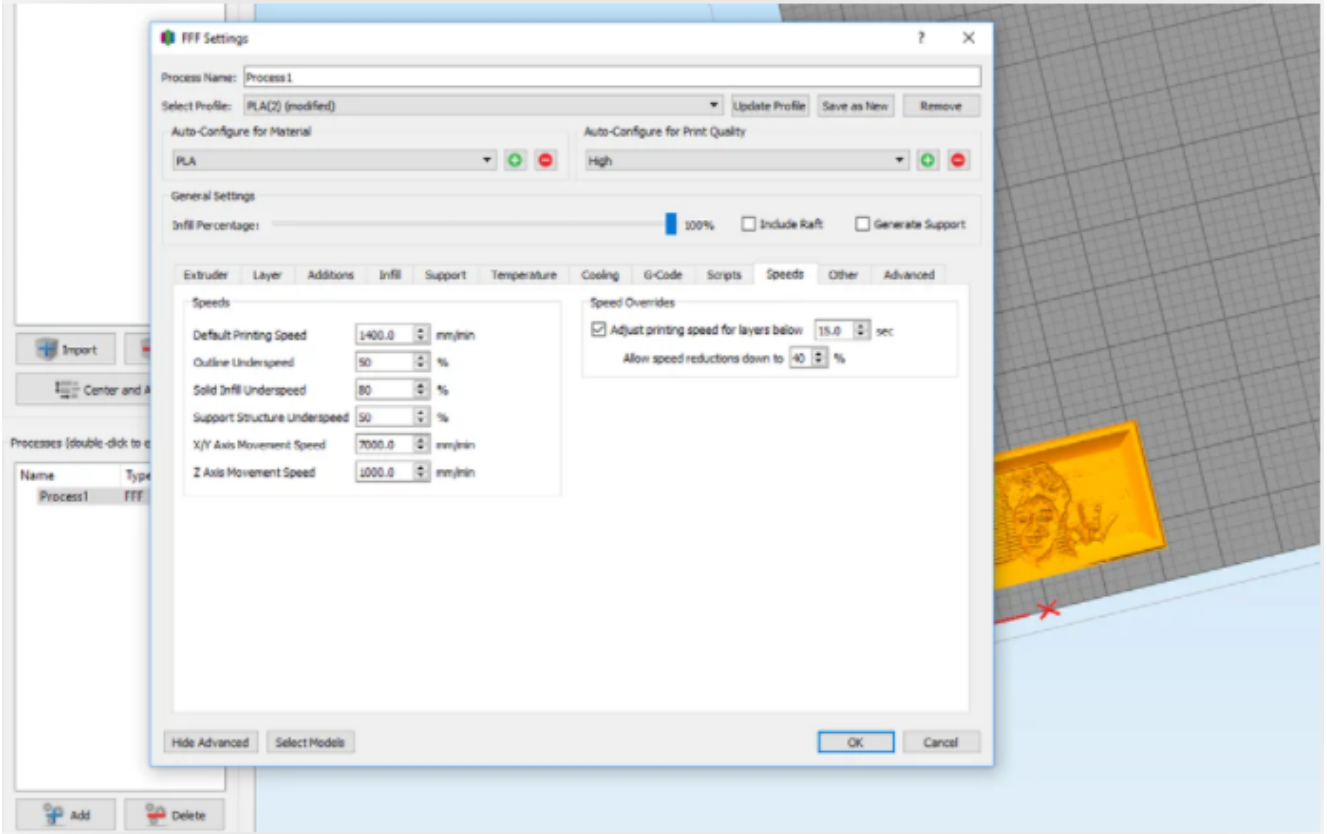 FFF Settings ? ×
Process Name: Process1
Select Profile: PLA(2) (modified) Update Profile Save as New Remove
Auto-Configure for Material Auto-Configure for Print Quality
PLA High
General Settings
Infill Percentage: 100% Include Raft Generate Support
Extruder Layer Additions Infill Support Temperature Cooling G-Code Scripts Speeds Other Advanced
Speeds Speed Overrides
Default Printing Speed 1400.0 mm/min Adjust printing speed for layers below 15.0 sec
Outline Underspeed 50 % Allow speed reductions down to 40 %
Solid Infill Underspeed 80 %
Support Structure Underspeed 50 %
X/Y Axis Movement Speed 7000.0 mm/min
Z Axis Movement Speed 1000.0 mm/min
Hide Advanced Select Models OK Cancel
Import
Center and A
Processes (double-click to e
Name Type
Process1 FFF
Add Delete